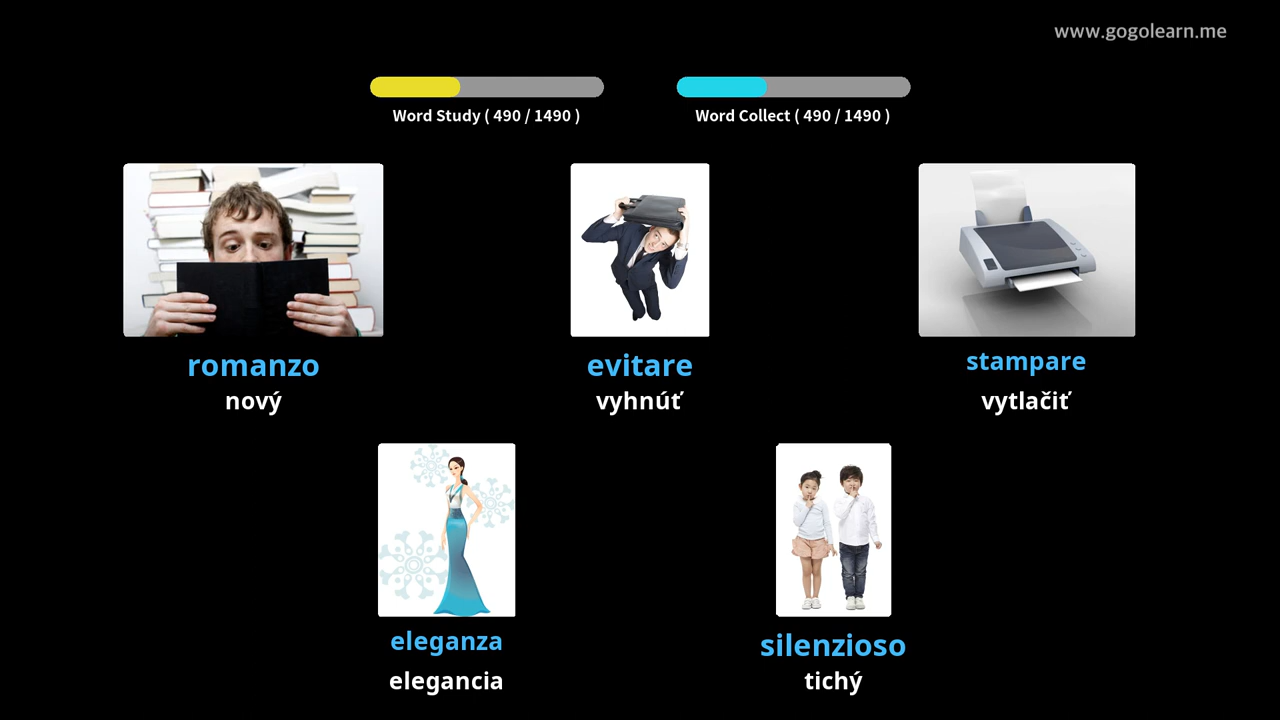 www.gogolearn.me
Word Study ( 490 / 1490 )
Word Collect ( 490 / 1490 )
romanzo
nový
evitare
vyhnúť
stampare
vytlačiť
eleganza
elegancia
silenzioso
tichý